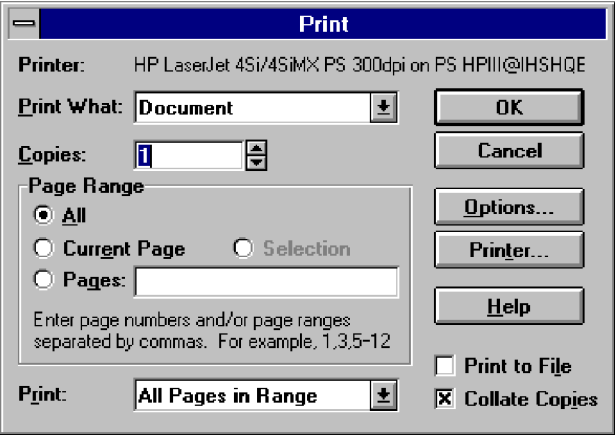 Print
Printer: HP LaserJet 4Si/4SiMX PS 300dpi on PS HPIII@IHSHQE
Print What: Document
OK
Copies: 1
Cancel
Page Range
All
Options...
Current Page Selection
Printer...
Pages:
Help
Enter page numbers and/or page ranges
separated by commas. For example, 1,3,5-12
Print to File
Print: All Pages in Range
Collate Copies